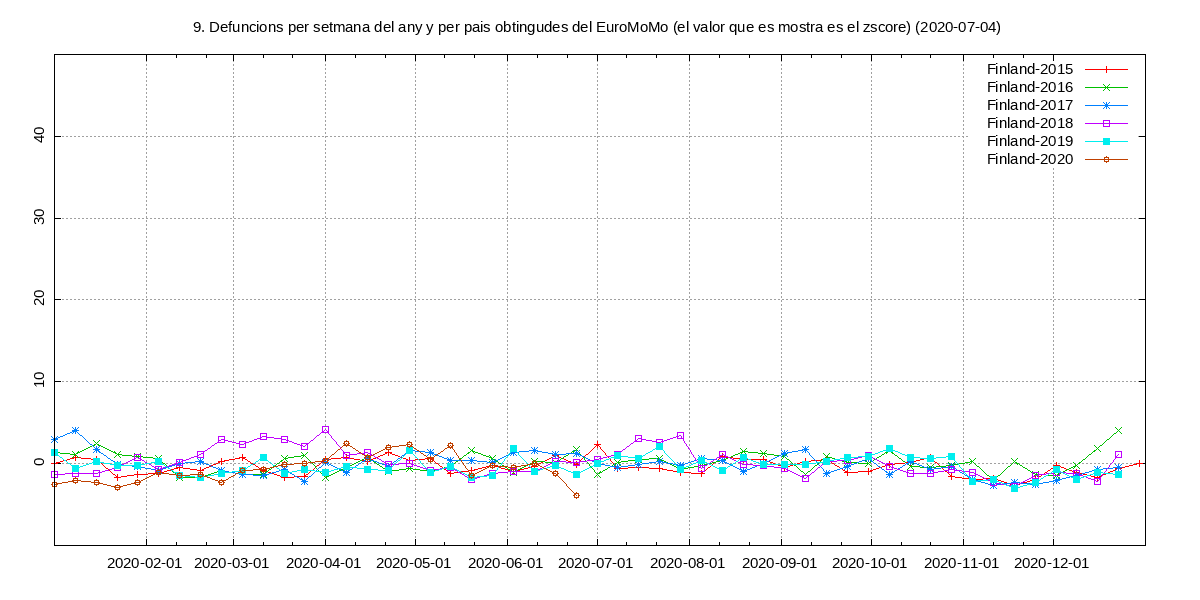 9. Defuncions per setmana del any y per pais obtingudes del EuroMoMo (el valor que es mostra es el zscore) (2020-07-04)
Finland-2015
Finland-2016
Finland-2017
Finland-2018
Finland-2019
Finland-2020
40
30
20
10
0
2020-02-01 2020-03-01 2020-04-01 2020-05-01 2020-06-01 2020-07-01 2020-08-01 2020-09-01 2020-10-01 2020-11-01 2020-12-01